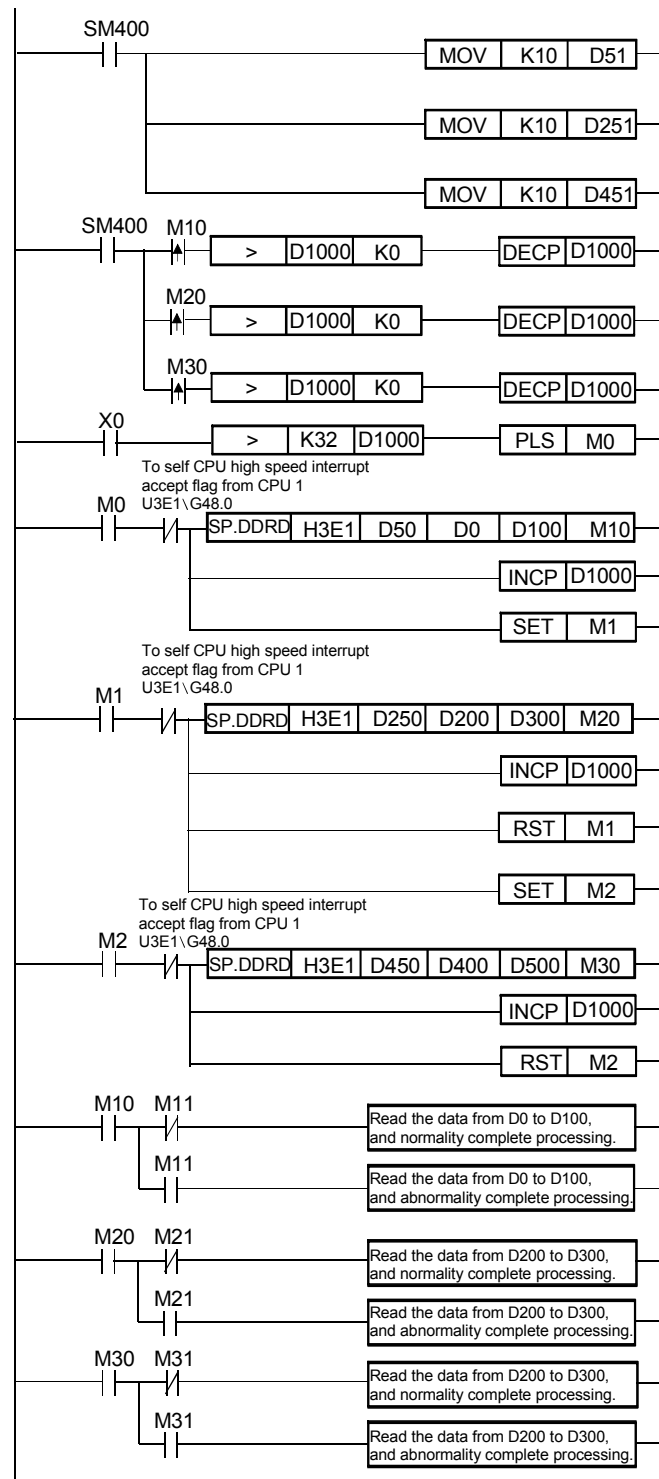 SM400
MOV K10 D51
MOV K10 D251
MOV K10 D451
SM400 M10
> D1000 K0 DECP D1000
M20
> D1000 K0 DECP D1000
M30
> D1000 K0 DECP D1000
X0
> K32 D1000 PLS M0
To self CPU high speed interrupt
accept flag from CPU 1
U3E1\G48.0
M0
SP.DDRD H3E1 D50 D0 D100 M10
INCP D1000
SET M1
To self CPU high speed interrupt
accept flag from CPU 1
U3E1\G48.0
M1
SP.DDRD H3E1 D250 D200 D300 M20
INCP D1000
RST M1
SET M2
To self CPU high speed interrupt
accept flag from CPU 1
M2 U3E1\G48.0
SP.DDRD H3E1 D450 D400 D500 M30
INCP D1000
RST M2
M10 M11
Read the data from D0 to D100,
and normality complete processing.
M11
Read the data from D0 to D100,
and abnormality complete processing.
M20 M21
Read the data from D200 to D300,
and normality complete processing.
M21
Read the data from D200 to D300,
and abnormality complete processing.
M30 M31
Read the data from D200 to D300,
and normality complete processing.
M31
Read the data from D200 to D300,
and abnormality complete processing.